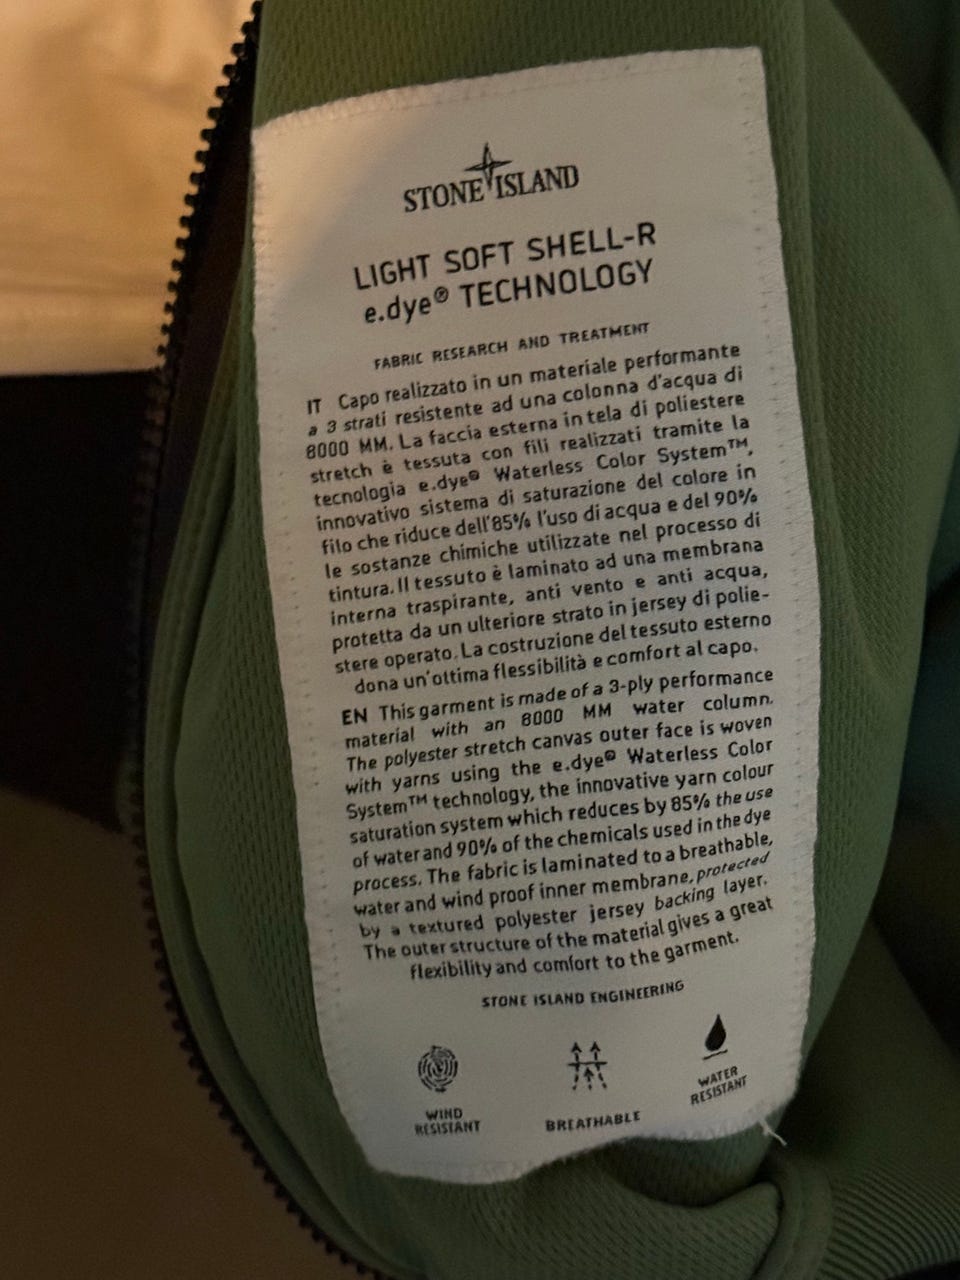 STONE ISLAND
LIGHT SOFT SHELL-R
e.dye® TECHNOLOGY
FABRIC RESEARCH AND TREATMENT
IT Capo realizzato in un materiale performante
a 3 strati resistente ad una colonna d'acqua di
8000 MM. La faccia esterna in tela di poliestere
stretch è tessuta con fili realizzati tramite la
tecnologia e.dye® Waterless Color System™,
innovativo sistema di saturazione del colore in
filo che riduce dell'85% l'uso di acqua e del 90%
le sostanze chimiche utilizzate nel processo di
tintura. Il tessuto è laminato ad una membrana
interna traspirante, anti vento e anti acqua,
protetta da un ulteriore strato in jersey di polie-
stere operato. La costruzione del tessuto esterno
dona un'ottima flessibilità e comfort al capo.
EN This garment is made of a 3-ply performance
material with an 8000 MM water column.
The polyester stretch canvas outer face is woven
with yarns using the e.dye® Waterless Color
System™ technology, the innovative yarn colour
saturation system which reduces by 85% the use
of water and 90% of the chemicals used in the dye
process. The fabric is laminated to a breathable,
water and wind proof inner membrane, protected
by a textured polyester jersey backing layer.
The outer structure of the material gives a great
flexibility and comfort to the garment.
STONE ISLAND ENGINEERING
WIND
RESISTANT
BREATHABLE
WATER
RESISTANT